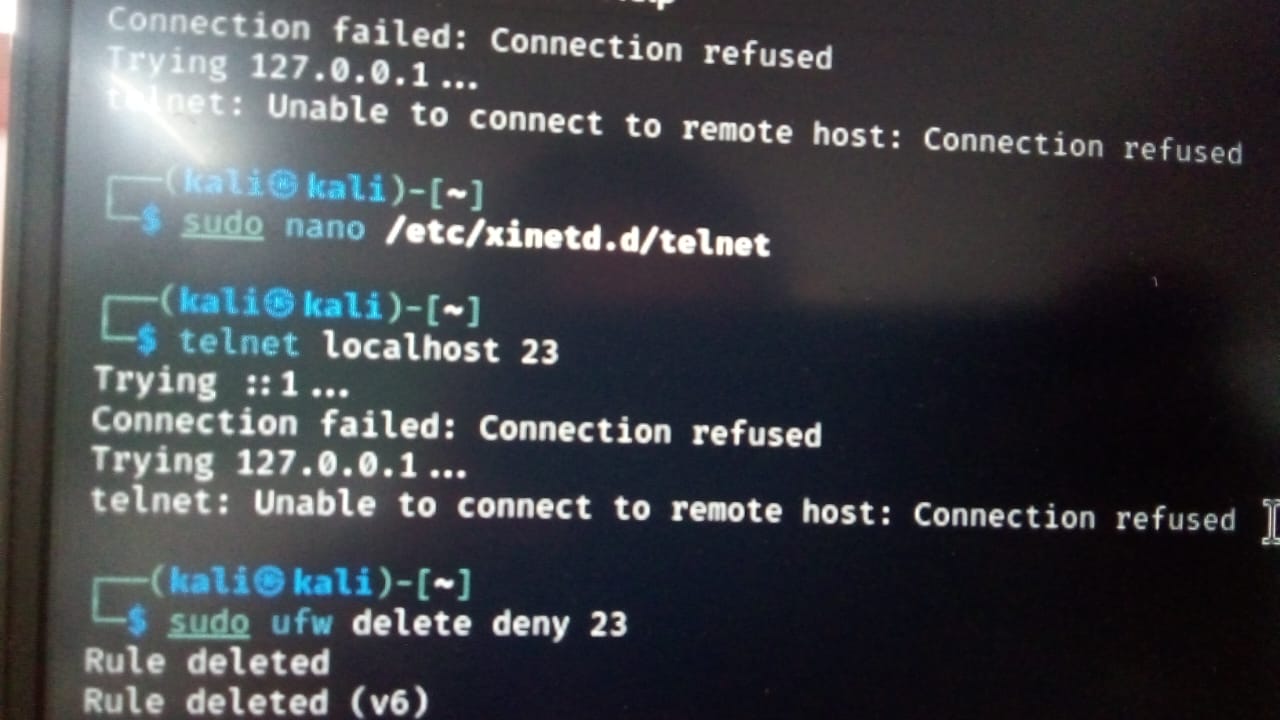 Connection failed: Connection refused
Trying 127.0.0.1...
telnet: Unable to connect to remote host: Connection refused
┌──(kali㉿kali)-[~]
└─$ sudo nano /etc/xinetd.d/telnet
┌──(kali㉿kali)-[~]
└─$ telnet localhost 23
Trying ::1...
Connection failed: Connection refused
Trying 127.0.0.1...
telnet: Unable to connect to remote host: Connection refused
┌──(kali㉿kali)-[~]
└─$ sudo ufw delete deny 23
Rule deleted
Rule deleted (v6)